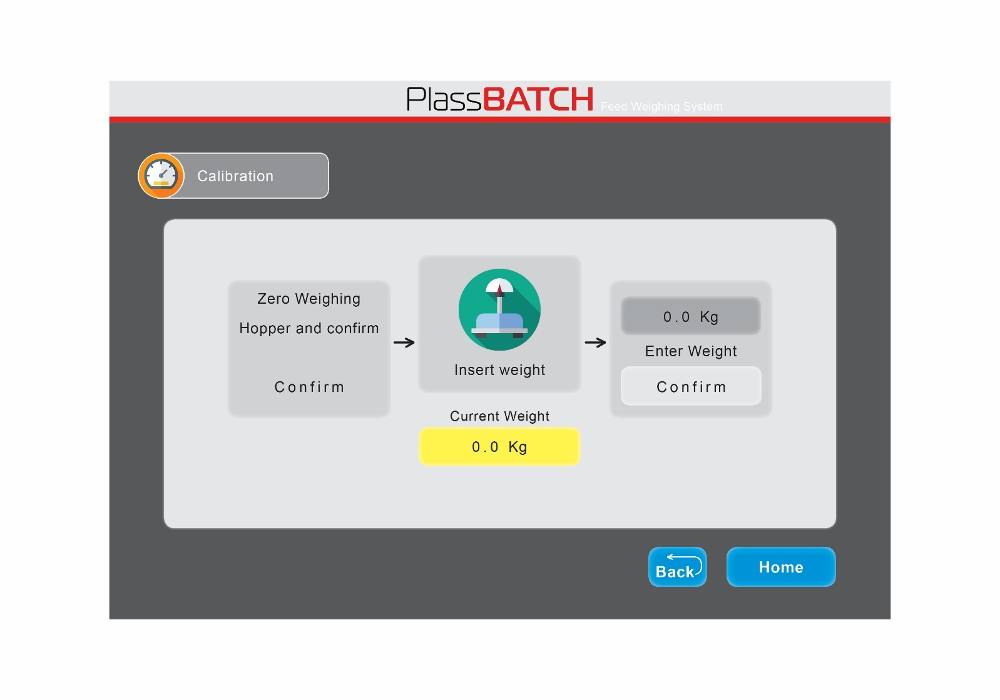 PlassBATCH Feed Weighing System
Calibration
Zero Weighing
Hopper and confirm
Confirm
Insert weight
Current Weight
0.0 Kg
0.0 Kg
Enter Weight
Confirm
Back
Home